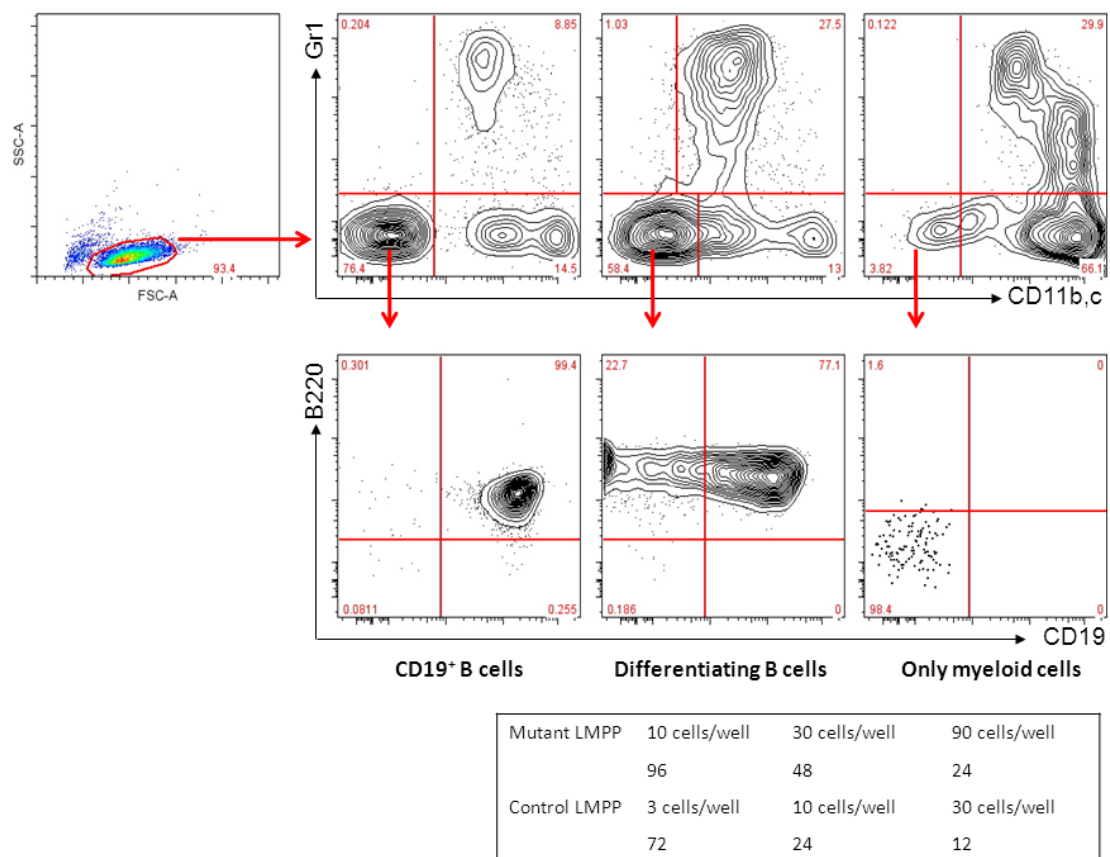 0.204 8.85 1.03 27.5 0.122 29.9
Gr1
SSC-A
93.4
FSC-A
76.4 14.5 58.4 13 3.82 66.1
CD11b,c
0.301 99.4 22.7 77.1 1.6 0
B220
0.0811 0.255 0.186 0 98.4 0
CD19
CD19+ B cells Differentiating B cells Only myeloid cells
Mutant LMPP 10 cells/well 30 cells/well 90 cells/well
96 48 24
Control LMPP 3 cells/well 10 cells/well 30 cells/well
72 24 12